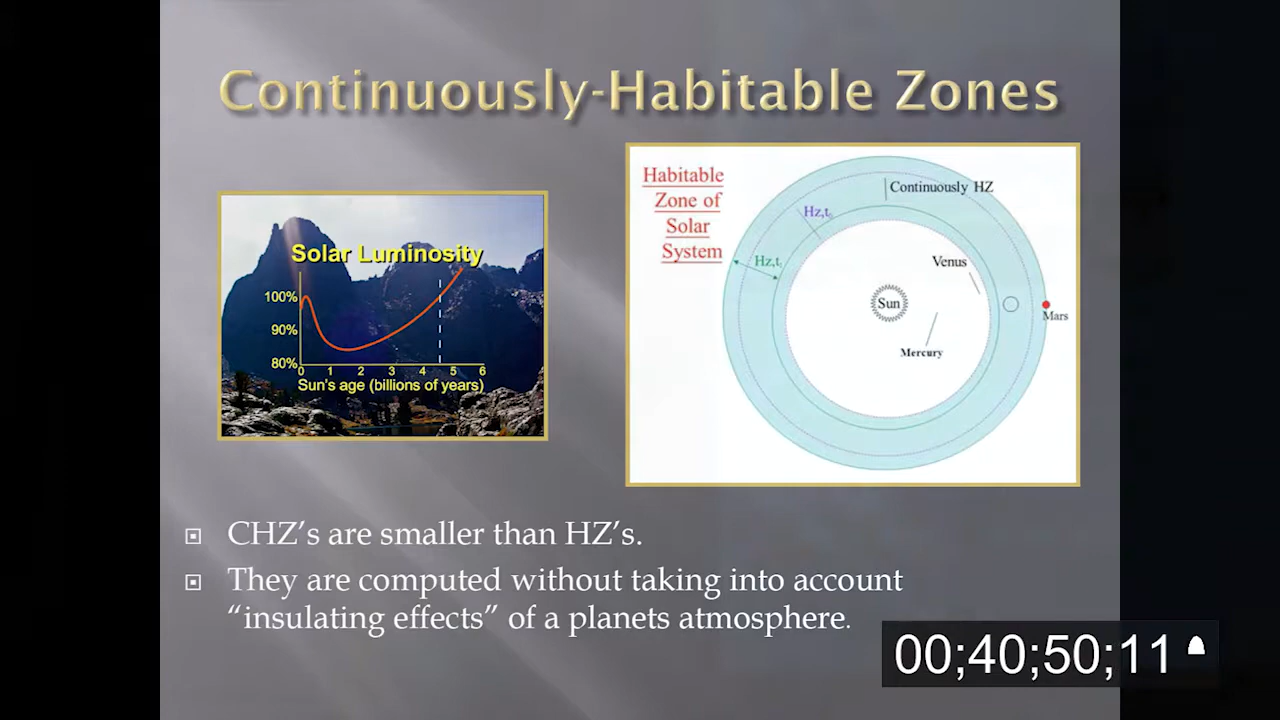 Continuously-Habitable Zones
Solar Luminosity
100%
90%
80%
0 1 2 3 4 5 6
Sun's age (billions of years)
Habitable
Zone of
Solar
System
Continuously HZ
Hz,t
Hz,t
Venus
Sun
Mars
Mercury
CHZ’s are smaller than HZ’s.
They are computed without taking into account
“insulating effects” of a planets atmosphere.
00;40;50;11